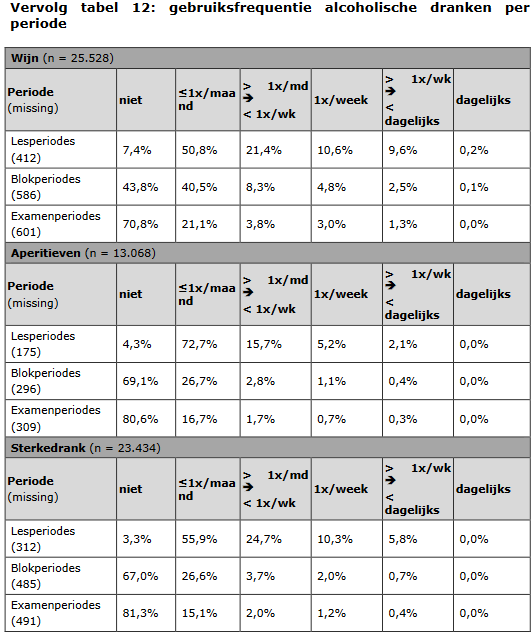 Vervolg tabel 12: gebruiksfrequentie alcoholische dranken per
periode
Wijn (n = 25.528)
Periode (missing) niet ≤1x/maand > 1x/md 🡺 < 1x/wk 1x/week > 1x/wk 🡺 < dagelijks dagelijks
Lesperiodes (412) 7,4% 50,8% 21,4% 10,6% 9,6% 0,2%
Blokperiodes (586) 43,8% 40,5% 8,3% 4,8% 2,5% 0,1%
Examenperiodes (601) 70,8% 21,1% 3,8% 3,0% 1,3% 0,0%
Aperitieven (n = 13.068)
Periode (missing) niet ≤1x/maand > 1x/md 🡺 < 1x/wk 1x/week > 1x/wk 🡺 < dagelijks dagelijks
Lesperiodes (175) 4,3% 72,7% 15,7% 5,2% 2,1% 0,0%
Blokperiodes (296) 69,1% 26,7% 2,8% 1,1% 0,4% 0,0%
Examenperiodes (309) 80,6% 16,7% 1,7% 0,7% 0,3% 0,0%
Sterkedrank (n = 23.434)
Periode (missing) niet ≤1x/maand > 1x/md 🡺 < 1x/wk 1x/week > 1x/wk 🡺 < dagelijks dagelijks
Lesperiodes (312) 3,3% 55,9% 24,7% 10,3% 5,8% 0,0%
Blokperiodes (485) 67,0% 26,6% 3,7% 2,0% 0,7% 0,0%
Examenperiodes (491) 81,3% 15,1% 2,0% 1,2% 0,4% 0,0%